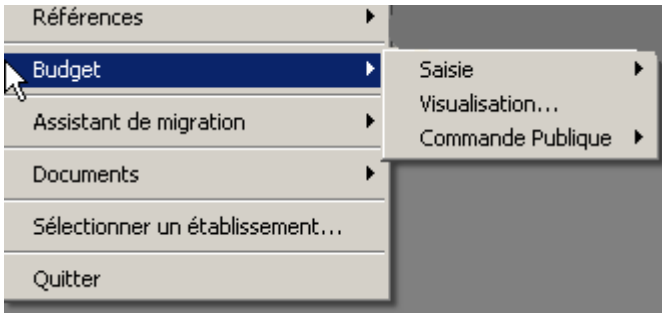 Références
Budget
Saisie
Visualisation...
Commande Publique
Assistant de migration
Documents
Sélectionner un établissement...
Quitter